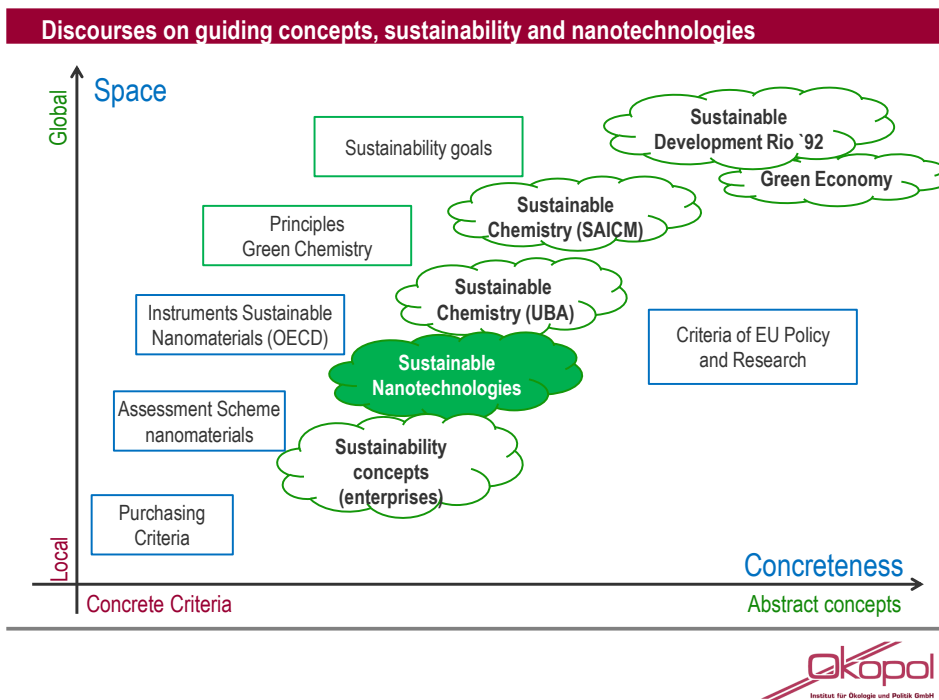 Discourses on guiding concepts, sustainability and nanotechnologies
Global
Space
Sustainable
Development Rio `92
Sustainability goals
Green Economy
Sustainable
Chemistry (SAICM)
Principles
Green Chemistry
Sustainable
Chemistry (UBA)
Instruments Sustainable
Nanomaterials (OECD)
Criteria of EU Policy
and Research
Sustainable
Nanotechnologies
Assessment Scheme
nanomaterials
Sustainability
concepts
(enterprises)
Purchasing
Criteria
Local
Concreteness
Concrete Criteria
Abstract concepts
Ökopol
Institut für Ökologie und Politik GmbH